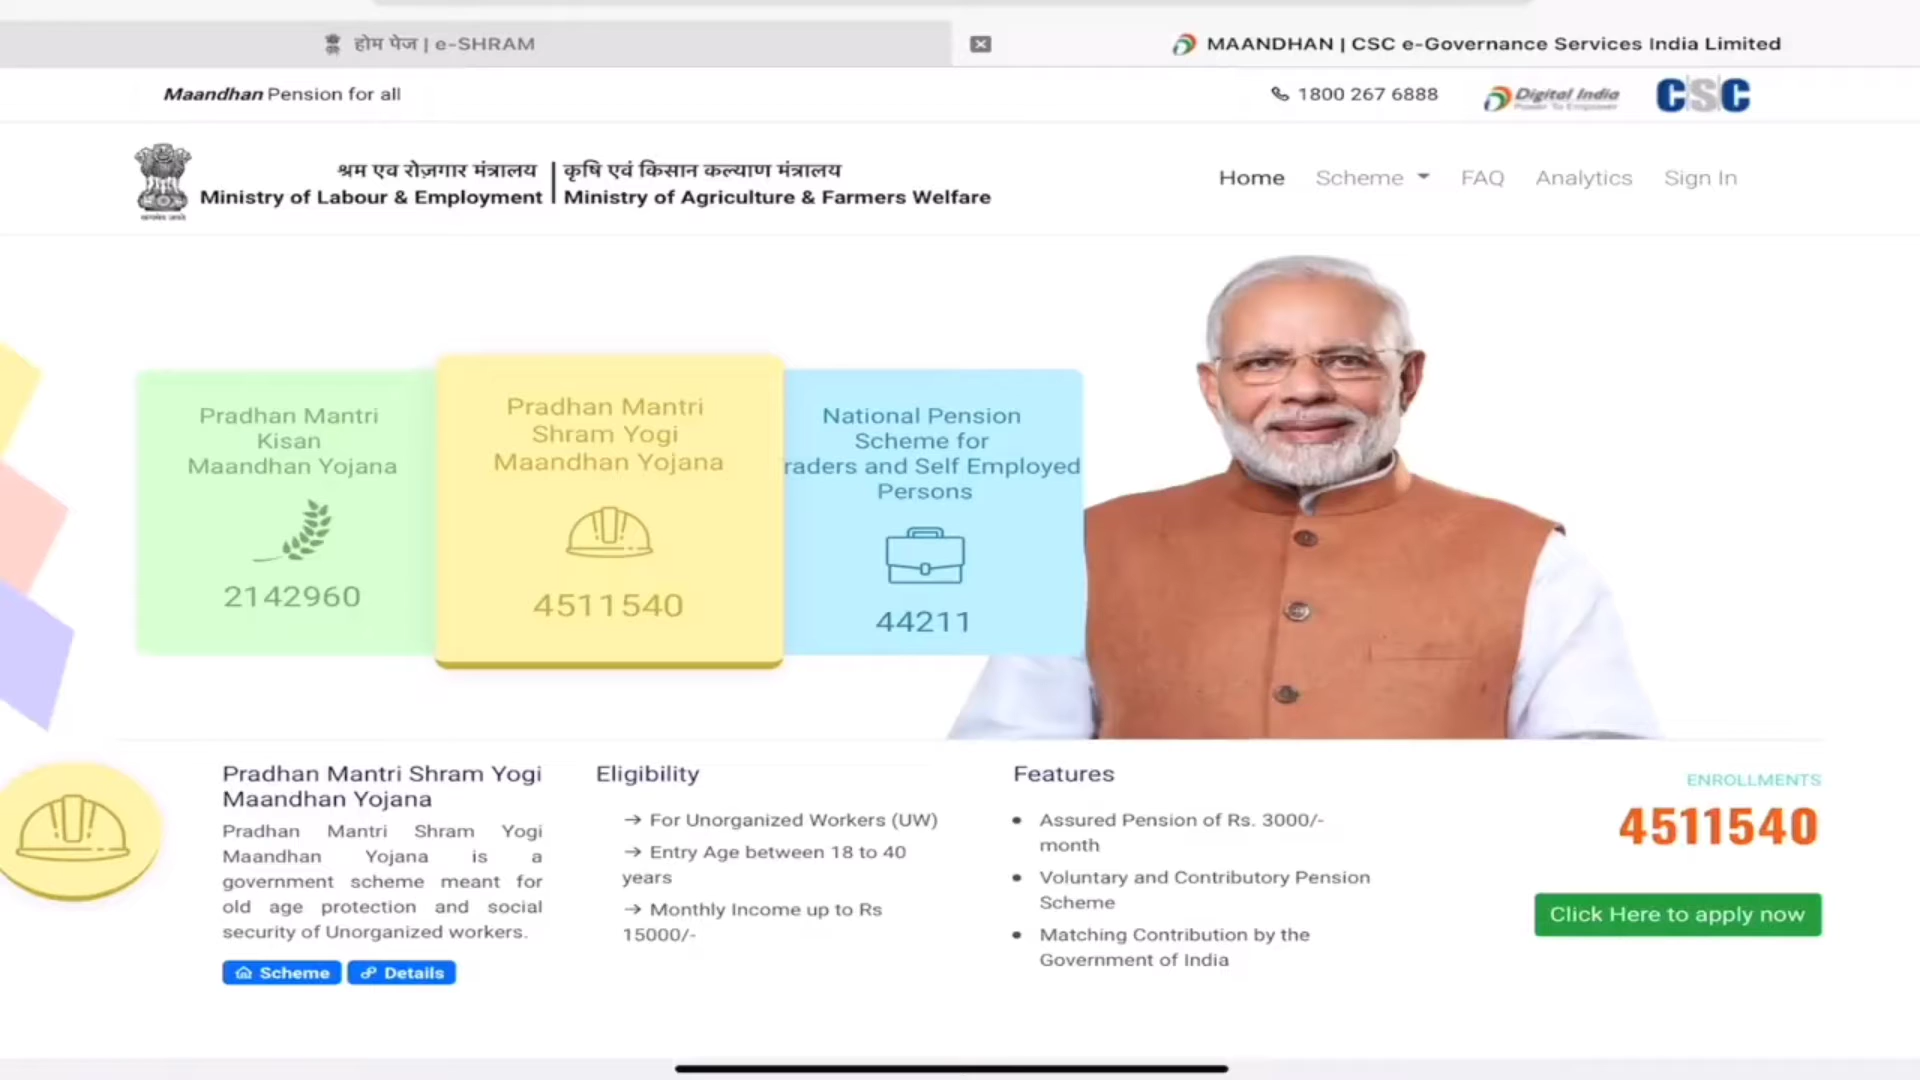 होम पेज | e-SHRAM
MAANDHAN | CSC e-Governance Services India Limited
Maandhan Pension for all
1800 267 6888
Digital India
Power To Empower
CSC
श्रम एव रोज़गार मंत्रालय
Ministry of Labour & Employment
कृषि एवं किसान कल्याण मंत्रालय
Ministry of Agriculture & Farmers Welfare
Home
Scheme
FAQ
Analytics
Sign In
Pradhan Mantri
Kisan
Maandhan Yojana
2142960
Pradhan Mantri
Shram Yogi
Maandhan Yojana
4511540
National Pension
Scheme for
raders and Self Employed
Persons
44211
Pradhan Mantri Shram Yogi
Maandhan Yojana
Pradhan Mantri Shram Yogi
Maandhan Yojana is a
government scheme meant for
old age protection and social
security of Unorganized workers.
Scheme
Details
Eligibility
→ For Unorganized Workers (UW)
→ Entry Age between 18 to 40
years
→ Monthly Income up to Rs
15000/-
Features
• Assured Pension of Rs. 3000/-
month
• Voluntary and Contributory Pension
Scheme
• Matching Contribution by the
Government of India
ENROLLMENTS
4511540
Click Here to apply now